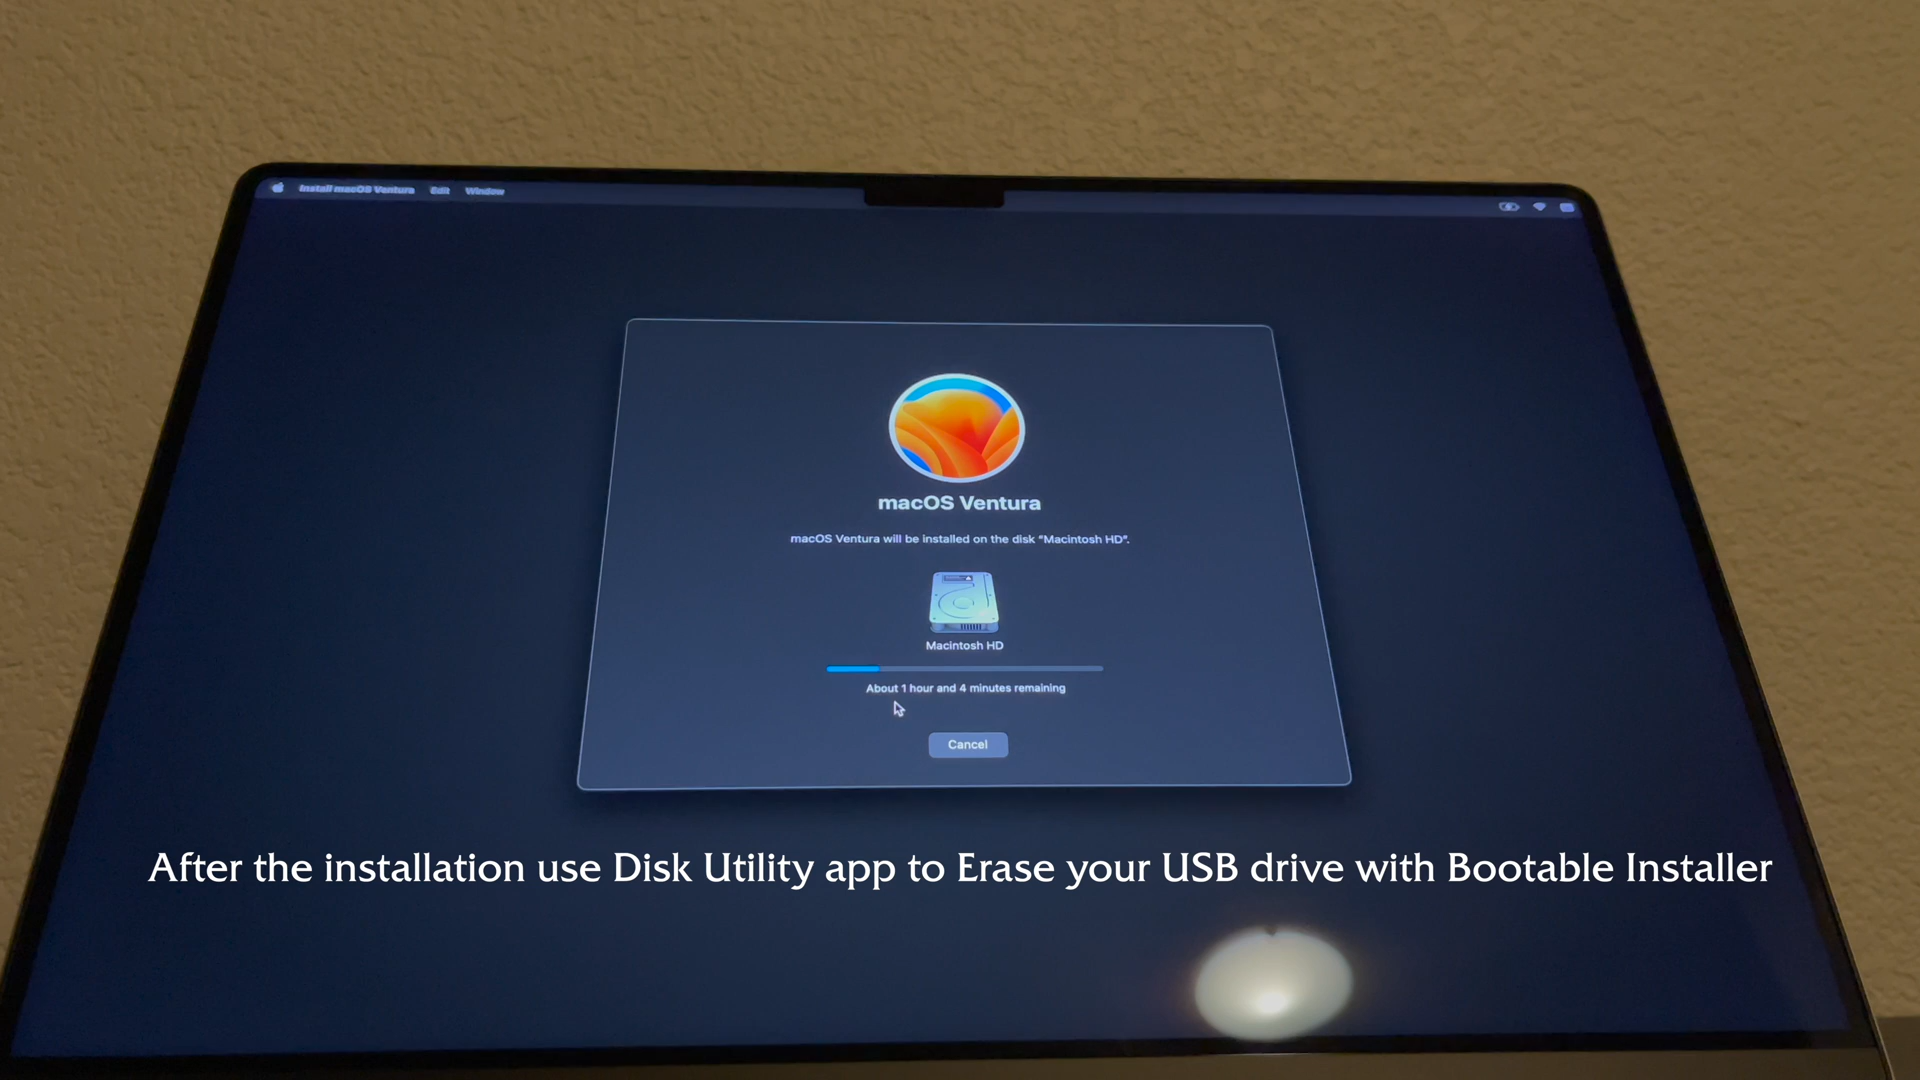 Install macOS Ventura Edit Window
macOS Ventura
macOS Ventura will be installed on the disk “Macintosh HD”.
Macintosh HD
About 1 hour and 4 minutes remaining
Cancel
After the installation use Disk Utility app to Erase your USB drive with Bootable Installer